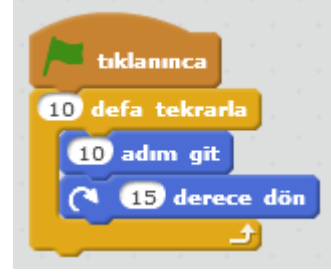 tıklanınca
10 defa tekrarla
10 adım git
15 derece dön